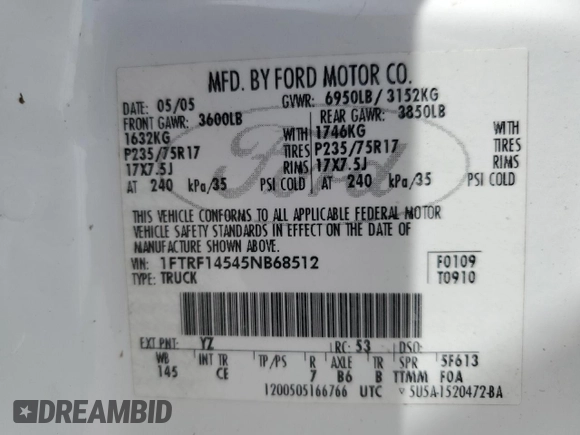 MFD. BY FORD MOTOR CO.
DATE: 05/05 GVWR: 6950LB/ 3152KG
FRONT GAWR: 3600LB REAR GAWR: 3850LB
1632KG WITH 1746KG WITH
P235/75R17 TIRES P235/75R17 TIRES
17X7.5J RIMS 17X7.5J RIMS
AT 240 kPa/35 PSI COLD AT 240 kPa/35 PSI COLD
Ford
THIS VEHICLE CONFORMS TO ALL APPLICABLE FEDERAL MOTOR
VEHICLE SAFETY STANDARDS IN EFFECT ON THE DATE OF
MANUFACTURE SHOWN ABOVE.
VIN: 1FTRF14545NB68512 F0109
TYPE: TRUCK T0910
EXT PNT: YZ RC: 53 DSO:
WB INT TR TP/PS R AXLE TR SPR 5F613
145 CE 7 B6 B TTMM FOA
1200505166766 UTC ▽ 5U5A-1520472-BA
DREAMBID DREAMBID